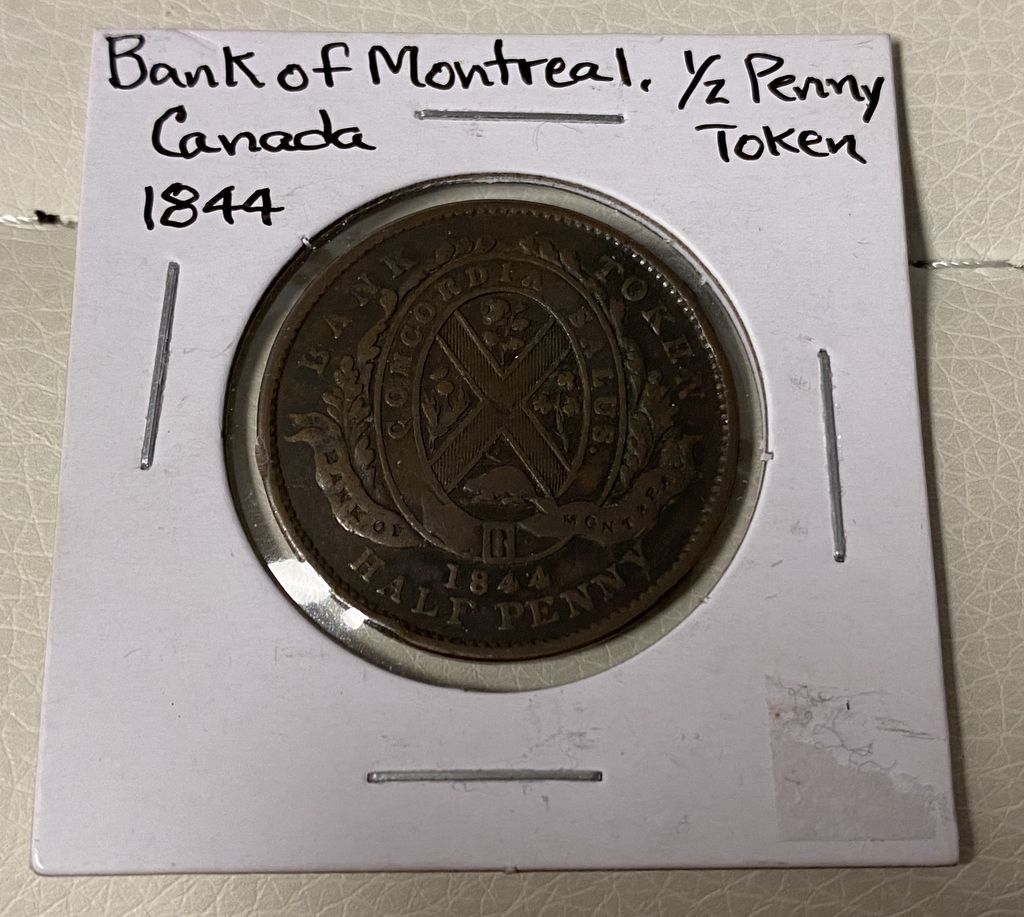 Bank of Montreal. 1/2 Penny
Canada Token
1844
BANK TOKEN
CONCORDIA SALUS.
BANK OF MONTREAL
1844
HALF PENNY